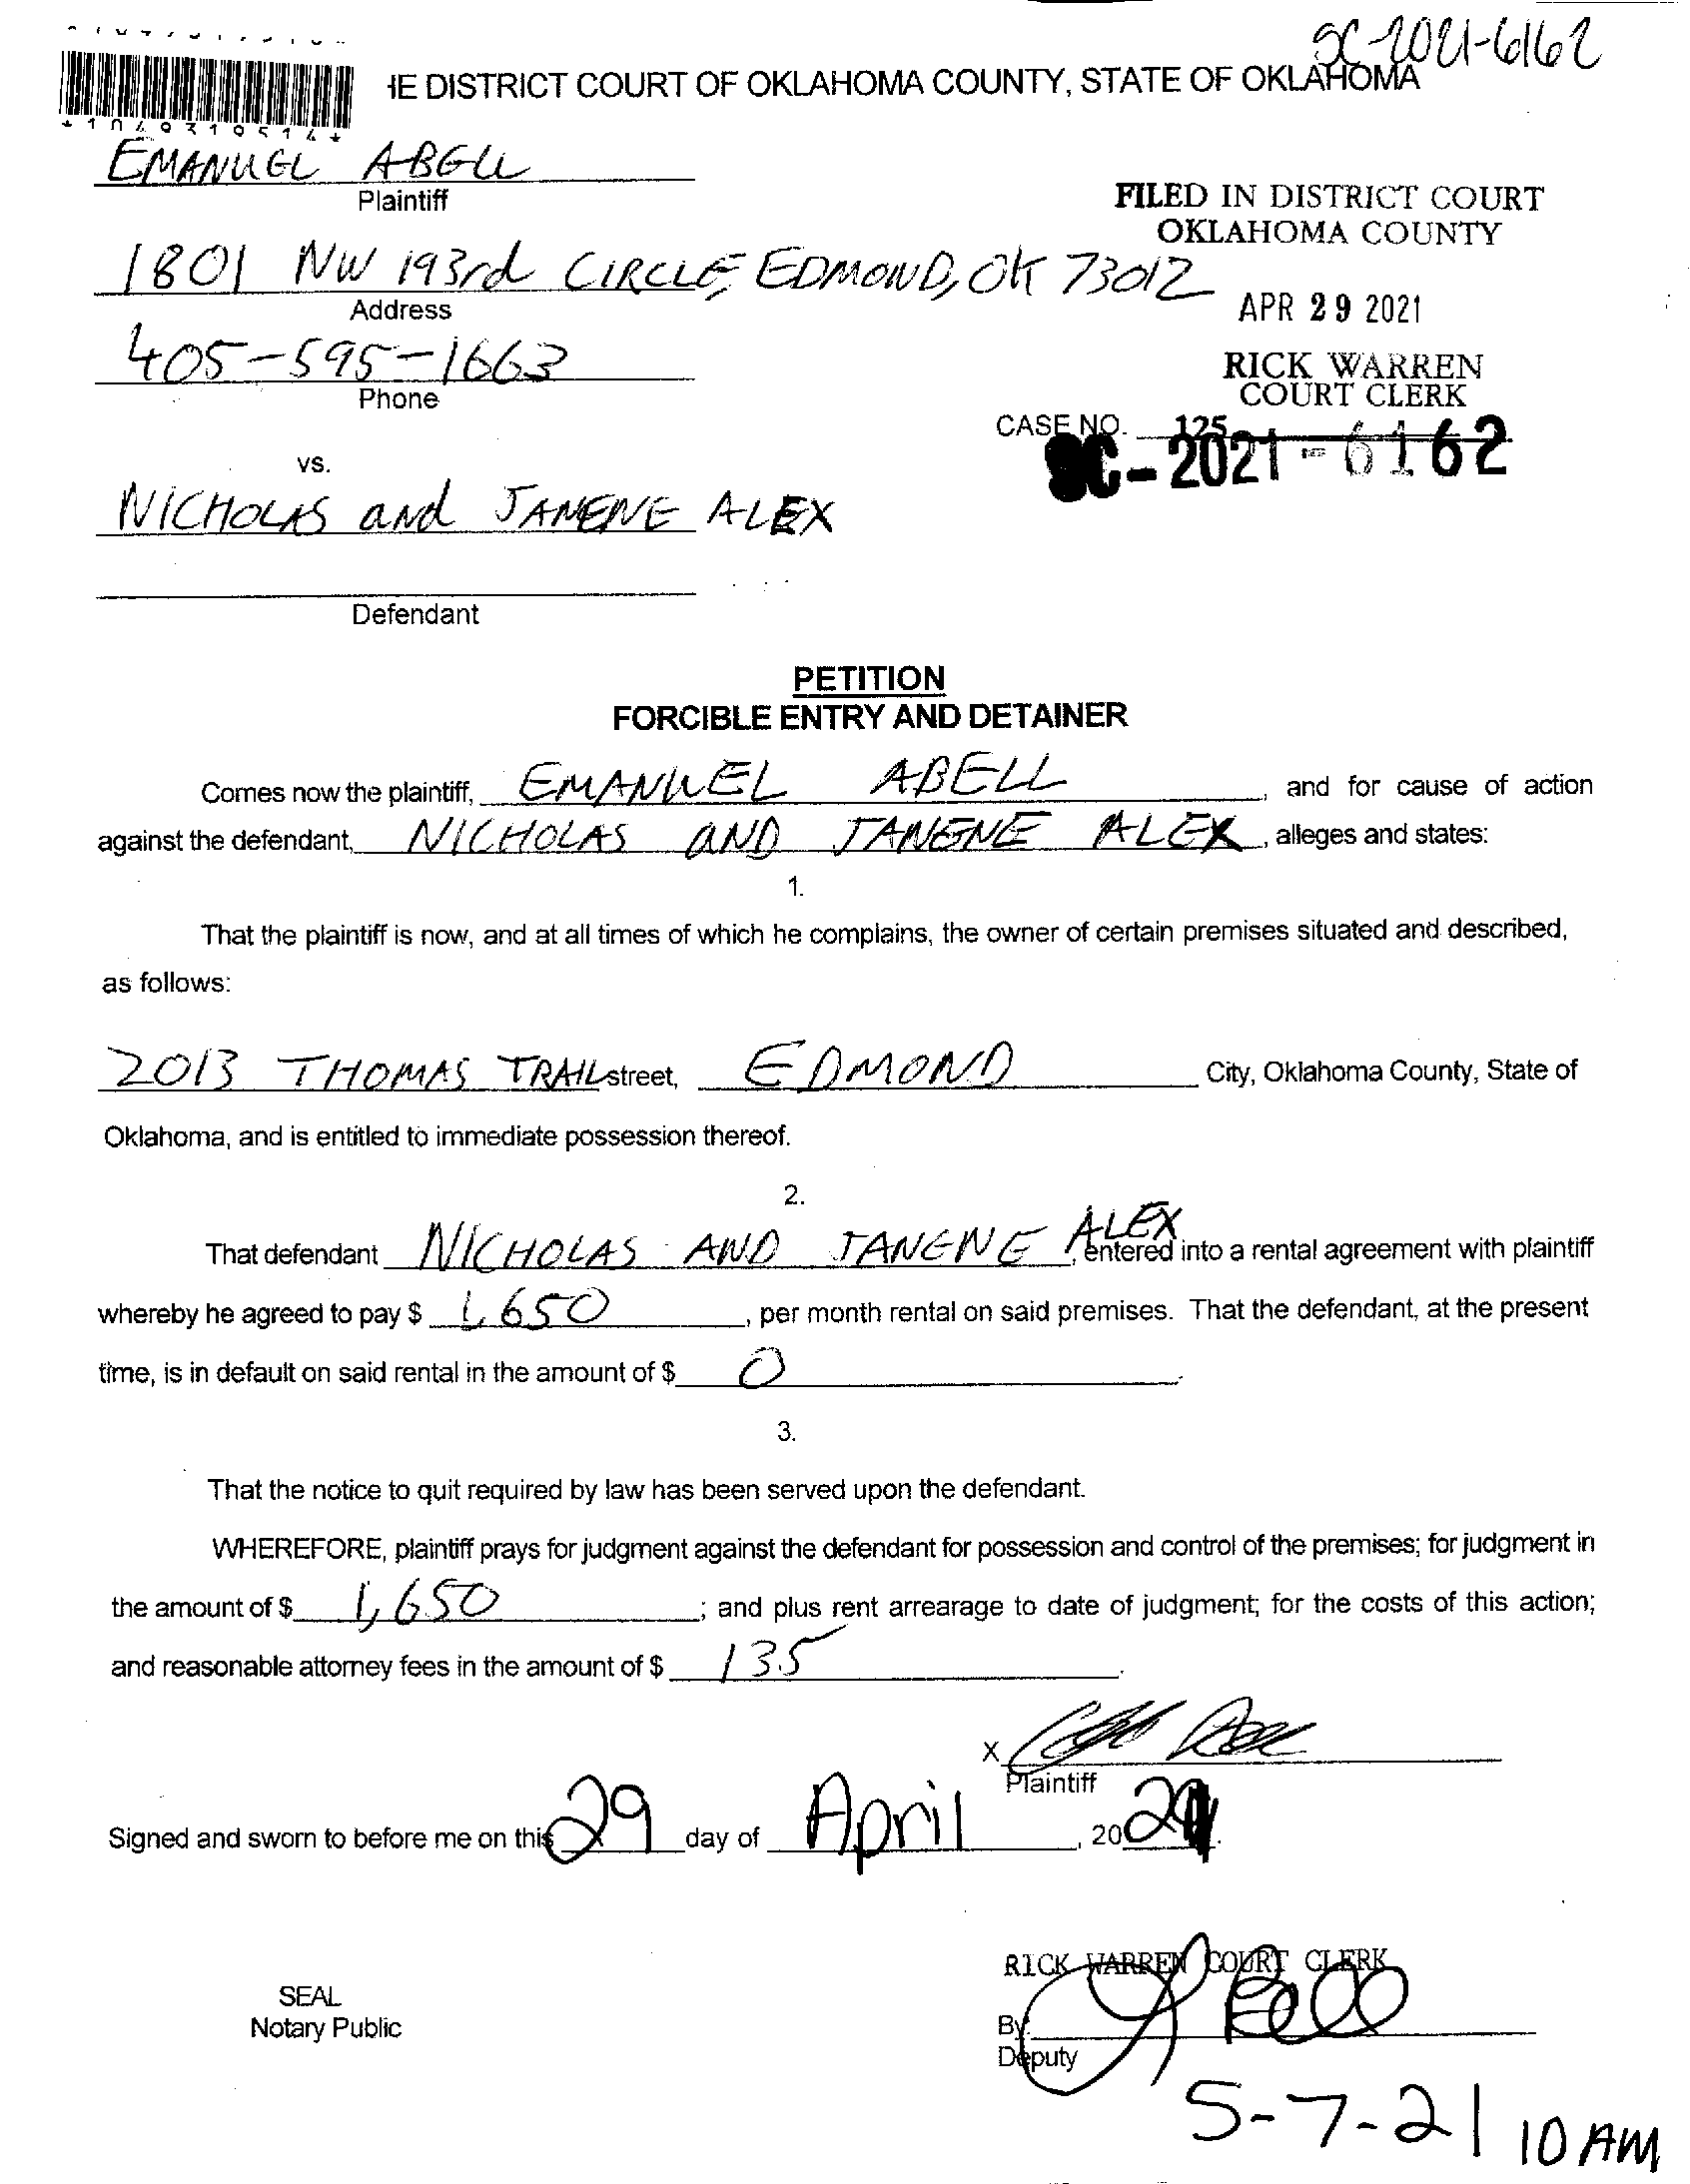 SC-2021-6162
IE DISTRICT COURT OF OKLAHOMA COUNTY, STATE OF OKLAHOMA
EMANUEL ABELL
Plaintiff
FILED IN DISTRICT COURT
OKLAHOMA COUNTY
1801 NW 193rd CIRCLE, EDMOND, OK 73012
Address
APR 29 2021
405-595-1663
Phone
RICK WARREN
COURT CLERK
125
CASE NO. SC-2021-6162
vs.
NICHOLAS and JANENE ALEX
Defendant
PETITION
FORCIBLE ENTRY AND DETAINER
Comes now the plaintiff, EMANUEL ABELL, and for cause of action
against the defendant, NICHOLAS AND JANENE ALEX, alleges and states:
1.
That the plaintiff is now, and at all times of which he complains, the owner of certain premises situated and described,
as follows:
2013 THOMAS TRAIL street, EDMOND City, Oklahoma County, State of
Oklahoma, and is entitled to immediate possession thereof.
2.
That defendant NICHOLAS AND JANENE ALEX, entered into a rental agreement with plaintiff
whereby he agreed to pay $ 1,650, per month rental on said premises. That the defendant, at the present
time, is in default on said rental in the amount of $ 0.
3.
That the notice to quit required by law has been served upon the defendant.
WHEREFORE, plaintiff prays for judgment against the defendant for possession and control of the premises; for judgment in
the amount of $ 1,650; and plus rent arrearage to date of judgment; for the costs of this action;
and reasonable attorney fees in the amount of $ 135.
X
Plaintiff
Signed and sworn to before me on this 29 day of April, 2021.
RICK WARREN COURT CLERK
SEAL
Notary Public
By
Deputy
5-7-21 10 AM